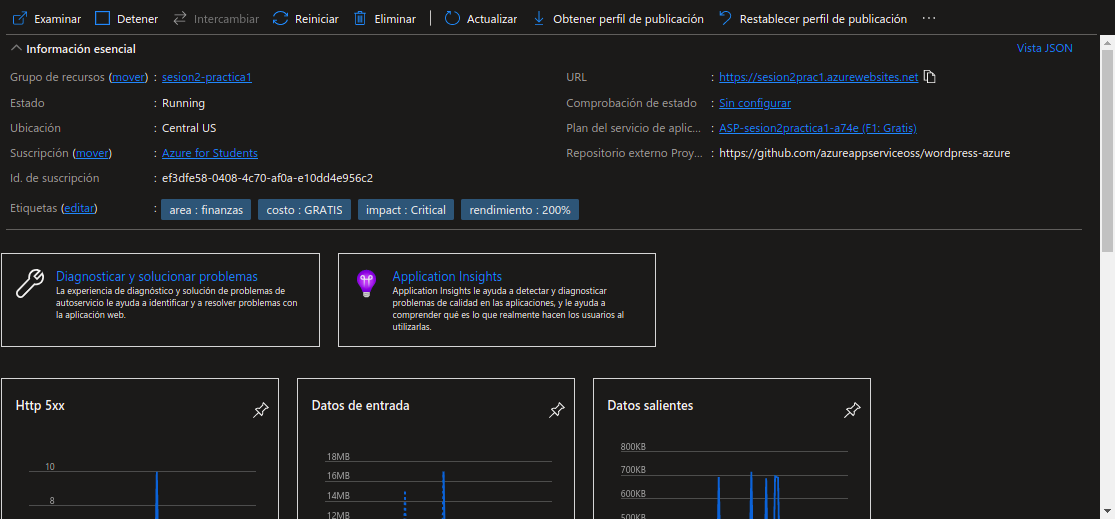 Examinar Detener Intercambiar Reiniciar Eliminar Actualizar Obtener perfil de publicación Restablecer perfil de publicación ...
Información esencial Vista JSON
Grupo de recursos (mover) : sesion2-practica1
Estado : Running
Ubicación : Central US
Suscripción (mover) : Azure for Students
Id. de suscripción : ef3dfe58-0408-4c70-af0a-e10dd4e956c2
URL : https://sesion2prac1.azurewebsites.net
Comprobación de estado : Sin configurar
Plan del servicio de aplic... : ASP-sesion2practica1-a74e (F1: Gratis)
Repositorio externo Proy... : https://github.com/azureappserviceoss/wordpress-azure
Etiquetas (editar) : area : finanzas costo : GRATIS impact : Critical rendimiento : 200%
Diagnosticar y solucionar problemas
La experiencia de diagnóstico y solución de problemas de
autoservicio le ayuda a identificar y a resolver problemas con
la aplicación web.
Application Insights
Application Insights le ayuda a detectar y diagnosticar
problemas de calidad en las aplicaciones, y le ayuda a
comprender qué es lo que realmente hacen los usuarios al
utilizarlas.
Http 5xx
10
8
Datos de entrada
18MB
16MB
14MB
12MB
Datos salientes
800KB
700KB
600KB
500KB